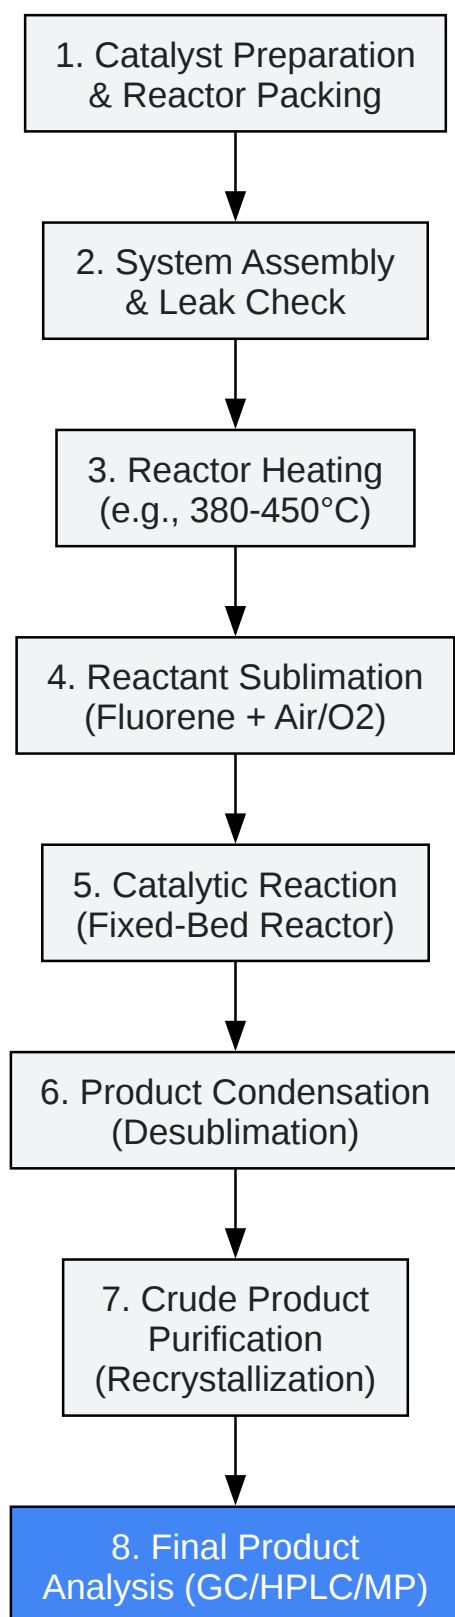 1. Catalyst Preparation
& Reactor Packing
2. System Assembly
& Leak Check
3. Reactor Heating
(e.g., 380-450°C)
4. Reactant Sublimation
(Fluorene + Air/O2)
5. Catalytic Reaction
(Fixed-Bed Reactor)
6. Product Condensation
(Desublimation)
7. Crude Product
Purification
(Recrystallization)
8. Final Product
Analysis (GC/HPLC/MP)